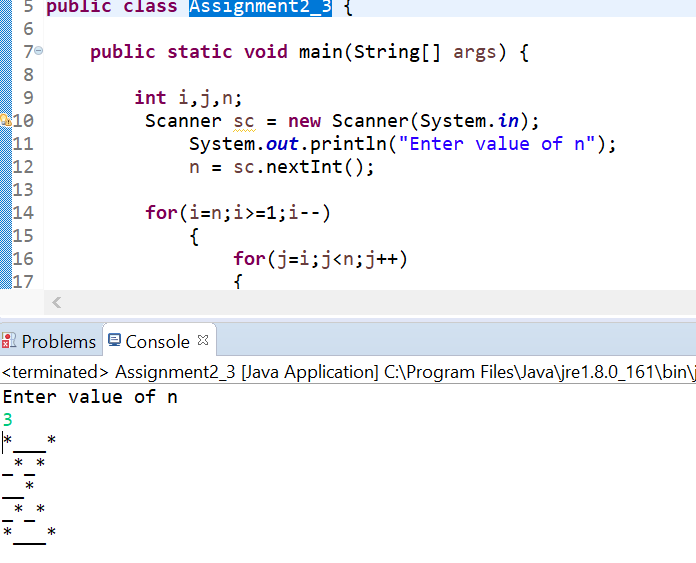 5 public class Assignment2_3 {
6
7 public static void main(String[] args) {
8
9 int i,j,n;
10 Scanner sc = new Scanner(System.in);
11 System.out.println("Enter value of n");
12 n = sc.nextInt();
13
14 for(i=n;i>=1;i--)
15 {
16 for(j=i;j<n;j++)
17 {
Problems Console
<terminated> Assignment2_3 [Java Application] C:\Program Files\Java\jre1.8.0_161\bin\j
Enter value of n
3
*___*
_*_*
__*
_*_*
*___*